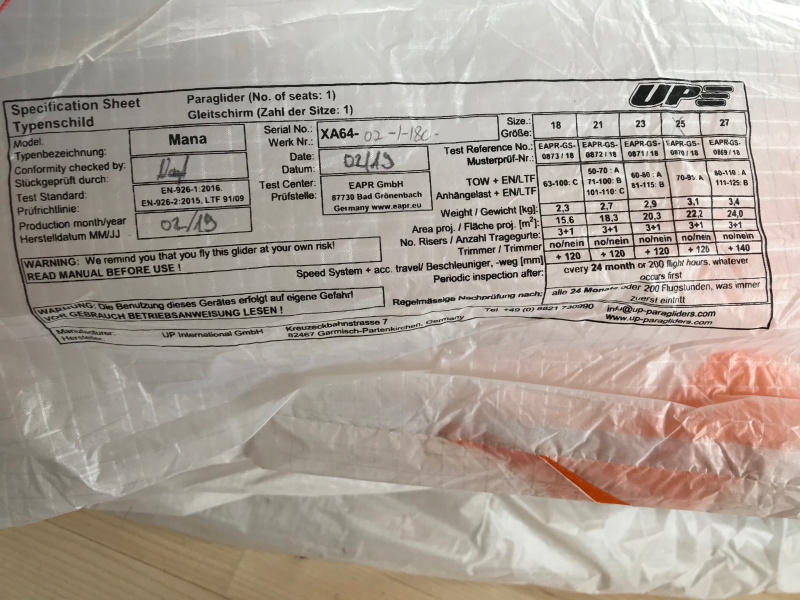 Specification Sheet
Typenschild
Paraglider (No. of seats: 1)
Gleitschirm (Zahl der Sitze: 1)
UP
Model:
Typenbezeichnung:
Mana
Conformity checked by:
Stückgeprüft durch:
Test Standard:
Prüfrichtlinie:
EN-926-1:2016,
EN-926-2:2015, LTF 91/09
Production month/year
Herstelldatum MM/JJ
02/19
Serial No.:
Werk Nr.:
XA64- 02-1-18C-
Date:
Datum:
02/19
Test Center:
Prüfstelle:
EAPR GmbH
87730 Bad Grönenbach
Germany www.eapr.eu
Size:
Größe:
18 21 23 25 27
Test Reference No.:
Musterprüf-Nr.:
EAPR-GS-0873/18 EAPR-GS-0872/18 EAPR-GS-0871/18 EAPR-GS-0870/18 EAPR-GS-0869/18
TOW + EN/LTF
Anhängelast + EN/LTF
63-100: C
50-70 : A
71-100: B
101-110: C
60-80 : A
81-115: B
70-95: A
80-110 : A
111-125: B
Weight / Gewicht [kg]: 2,3 2,7 2,9 3,1 3,4
Area proj. / Fläche proj. [m²]: 15,6 18,3 20,3 22,2 24,0
No. Risers / Anzahl Tragegurte: 3+1 3+1 3+1 3+1 3+1
Trimmer / Trimmer no/nein no/nein no/nein no/nein no/nein
Speed System + acc. travel/ Beschleuniger, -weg [mm] + 120 + 120 + 120 + 120 + 140
Periodic inspection after: every 24 month or 200 flight hours, whatever
occurs first
Regelmässige Nachprüfung nach: alle 24 Monate oder 200 Flugstunden, was immer
zuerst eintritt
WARNING: We remind you that you fly this glider at your own risk!
READ MANUAL BEFORE USE !
WARNUNG: Die Benutzung dieses Gerätes erfolgt auf eigene Gefahr!
VOR GEBRAUCH BETRIEBSANWEISUNG LESEN !
Manufacturer
Hersteller
UP International GmbH
Kreuzeckbahnstrasse 7
82467 Garmisch-Partenkirchen, Germany
Tel. +49 (0) 8821 730990
info@up-paragliders.com
www.up-paragliders.com